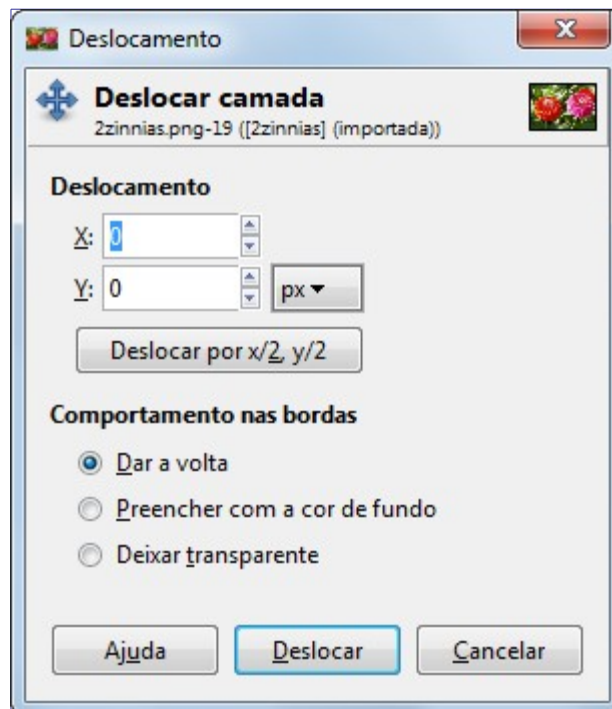 Deslocamento
Deslocar camada
2zinnias.png-19 ([2zinnias] (importada))
Deslocamento
X: 0
Y: 0 px
Deslocar por x/2, y/2
Comportamento nas bordas
Dar a volta
Preencher com a cor de fundo
Deixar transparente
Ajuda Deslocar Cancelar